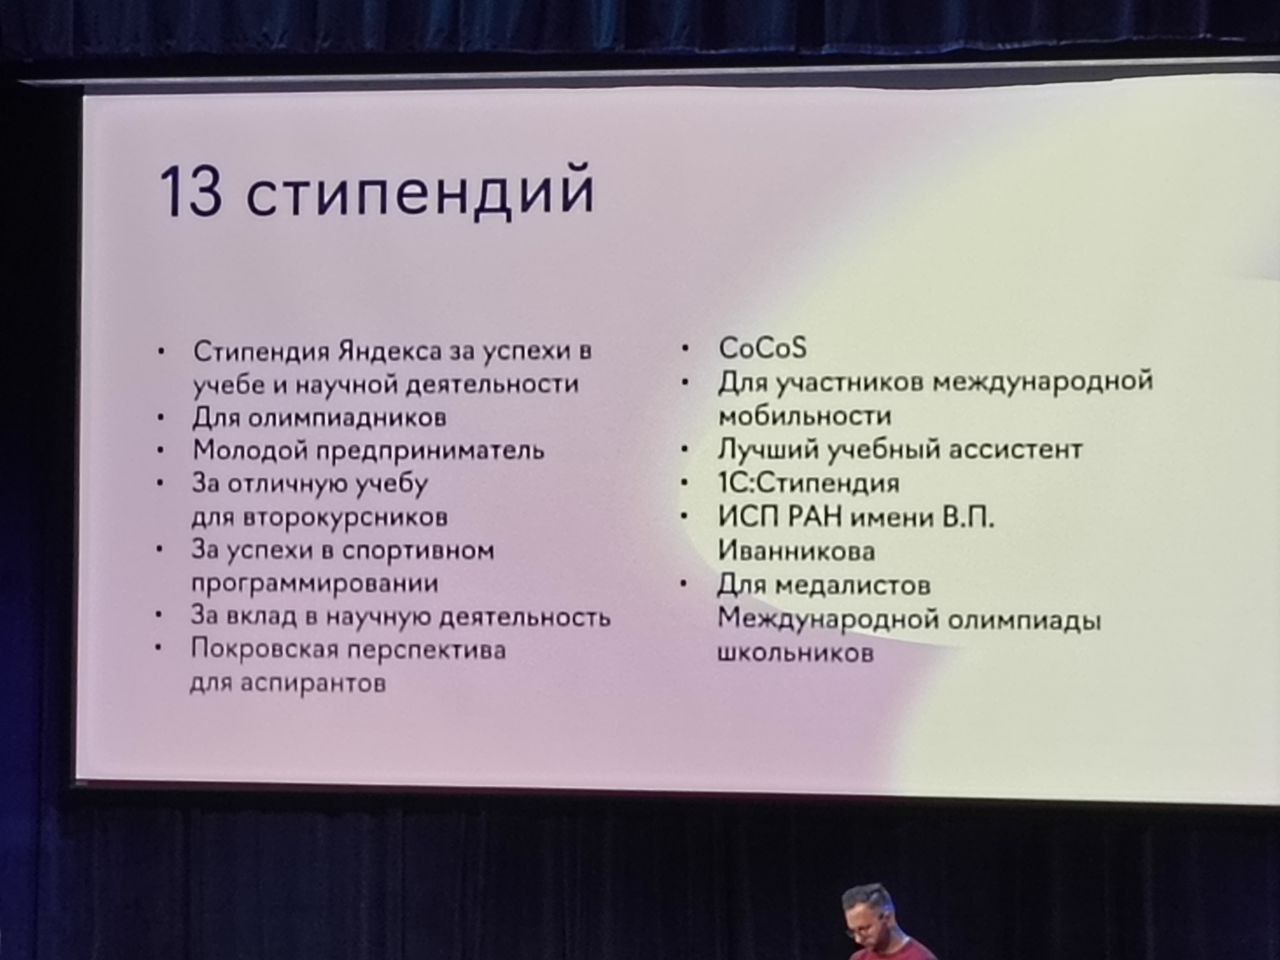 13 стипендий
• Стипендия Яндекса за успехи в
учебе и научной деятельности
• Для олимпиадников
• Молодой предприниматель
• За отличную учебу
для второкурсников
• За успехи в спортивном
программировании
• За вклад в научную деятельность
• Покровская перспектива
для аспирантов
• CoCoS
• Для участников международной
мобильности
• Лучший учебный ассистент
• 1С:Стипендия
• ИСП РАН имени В.П.
Иванникова
• Для медалистов
Международной олимпиады
школьников